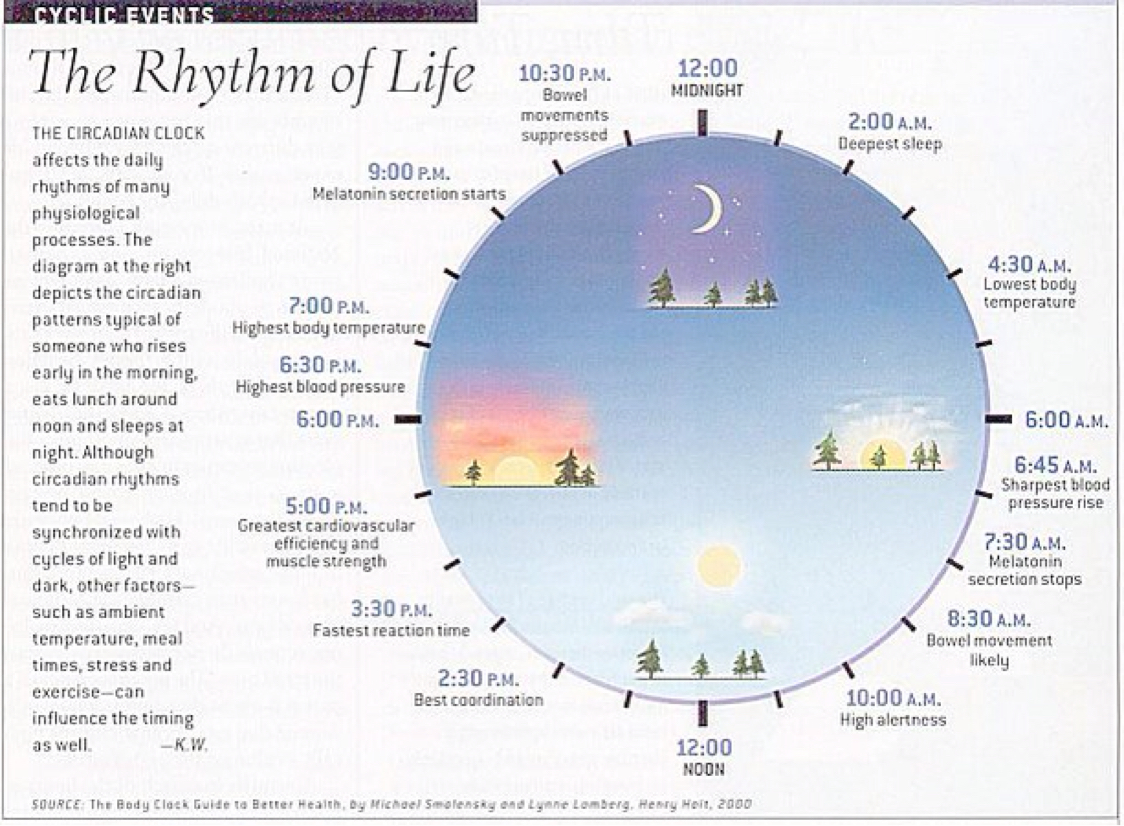 CYCLIC EVENTS
The Rhythm of Life
THE CIRCADIAN CLOCK
affects the daily
rhythms of many
physiological
processes. The
diagram at the right
depicts the circadian
patterns typical of
someone who rises
early in the morning,
eats lunch around
noon and sleeps at
night. Although
circadian rhythms
tend to be
synchronized with
cycles of light and
dark, other factors—
such as ambient
temperature, meal
times, stress and
exercise—can
influence the timing
as well. —K.W.
12:00
MIDNIGHT
2:00 A.M.
Deepest sleep
4:30 A.M.
Lowest body
temperature
6:00 A.M.
6:45 A.M.
Sharpest blood
pressure rise
7:30 A.M.
Melatonin
secretion stops
8:30 A.M.
Bowel movement
likely
10:00 A.M.
High alertness
12:00
NOON
2:30 P.M.
Best coordination
3:30 P.M.
Fastest reaction time
5:00 P.M.
Greatest cardiovascular
efficiency and
muscle strength
6:00 P.M.
6:30 P.M.
Highest blood pressure
7:00 P.M.
Highest body temperature
9:00 P.M.
Melatonin secretion starts
10:30 P.M.
Bowel
movements
suppressed
SOURCE: The Body Clock Guide to Better Health, by Michael Smolensky and Lynne Lamberg. Henry Holt, 2000